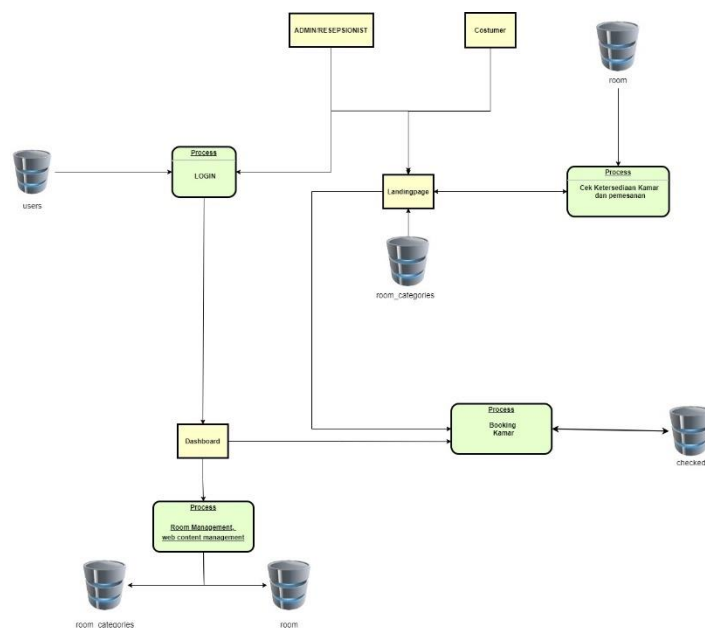 ADMIN/RESEPSIONIST
Costumer
room
Process
LOGIN
users
Process
Cek Ketersediaan Kamar
dan pemesanan
Landingpage
room_categories
Process
Booking
Kamar
checked
Dashboard
Process
Room Management,
web content management
room_categories
room